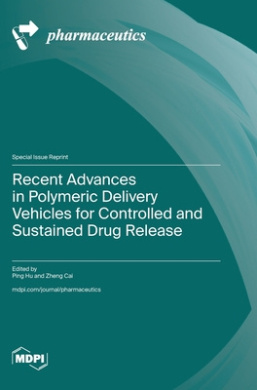 pharmaceutics
Special Issue Reprint
Recent Advances
in Polymeric Delivery
Vehicles for Controlled and
Sustained Drug Release
Edited by
Ping Hu and Zheng Cai
mdpi.com/journal/pharmaceutics
MDPI